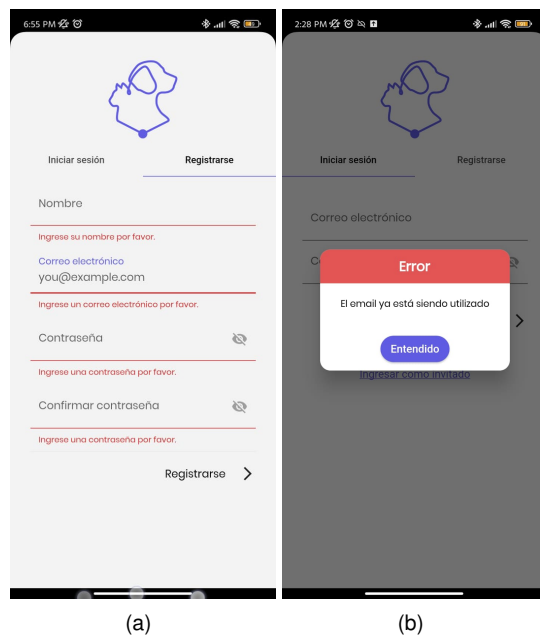 6:55 PM
Iniciar sesión
Registrarse
Nombre
Ingrese su nombre por favor.
Correo electrónico
you@example.com
Ingrese un correo electrónico por favor.
Contraseña
Ingrese una contraseña por favor.
Confirmar contraseña
Ingrese una contraseña por favor.
Registrarse
(a)
2:28 PM
Iniciar sesión
Registrarse
Correo electrónico
Error
El email ya está siendo utilizado
Entendido
Ingresar como invitado
(b)